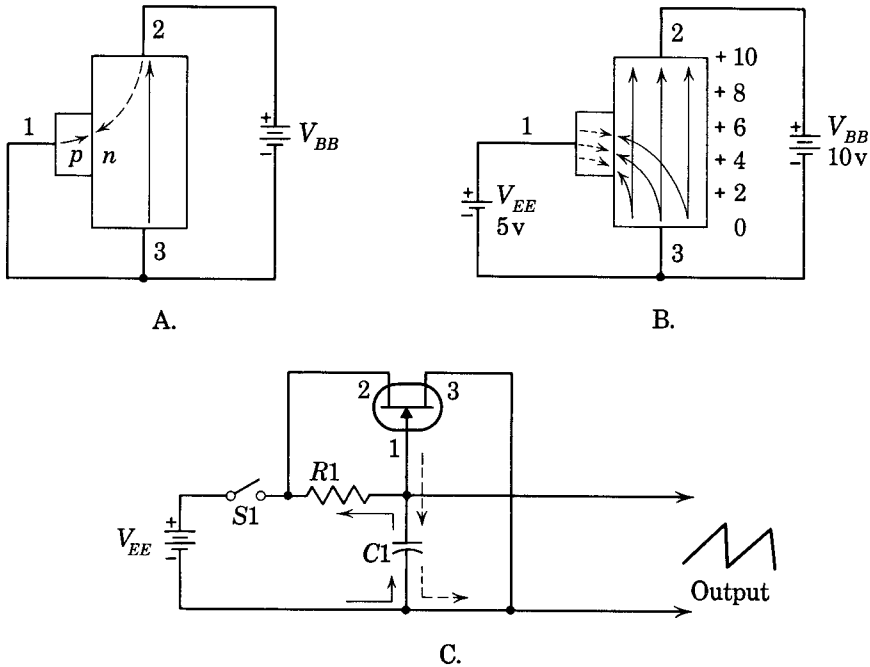 2
+
-
V_BB
1
p n
3
A.
2
+ 10
+ 8
+ 6
+ 4
+ 2
0
1
+
-
V_EE
5v
+
-
V_BB
10v
3
B.
2
3
1
R1
S1
+
-
V_EE
C1
Output
C.